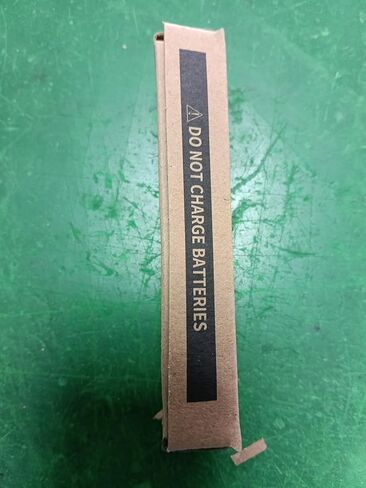 ⚠ DO NOT CHARGE BATTERIES